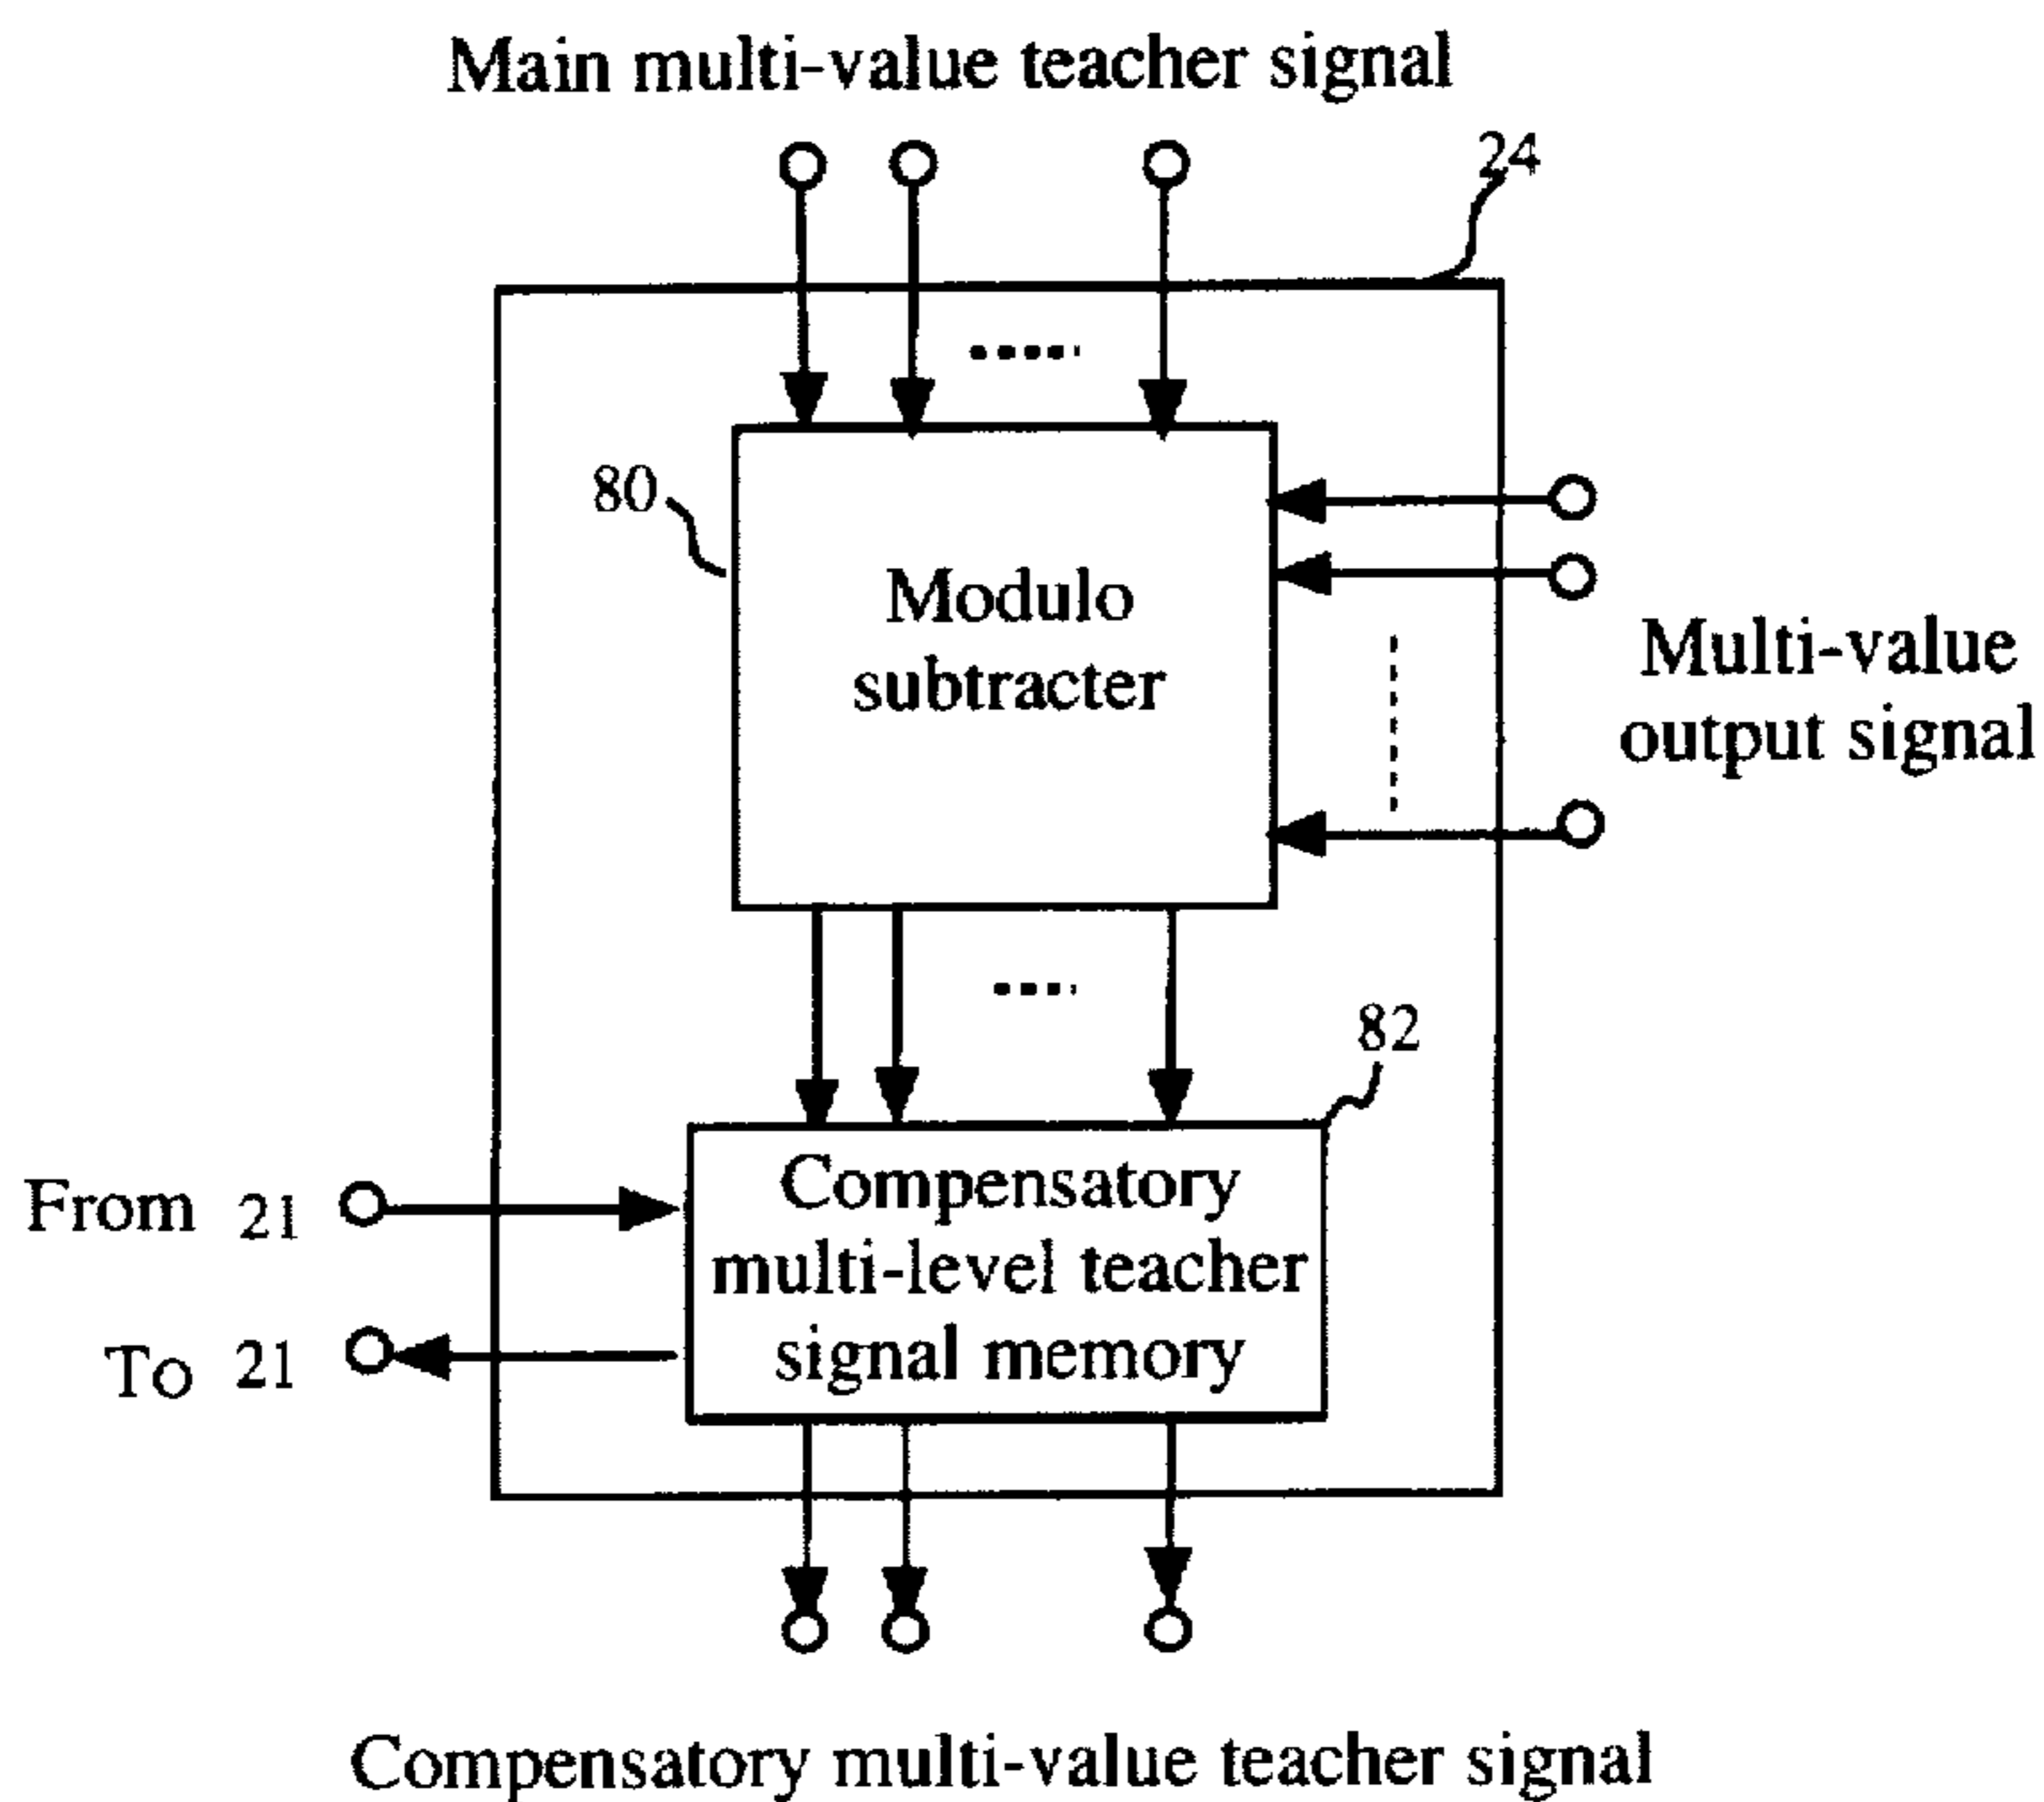 Main multi-value teacher signal
24
80
Modulo
subtracter
Multi-value
output signal
82
Compensatory
multi-level teacher
signal memory
From 21
To 21
Compensatory multi-value teacher signal